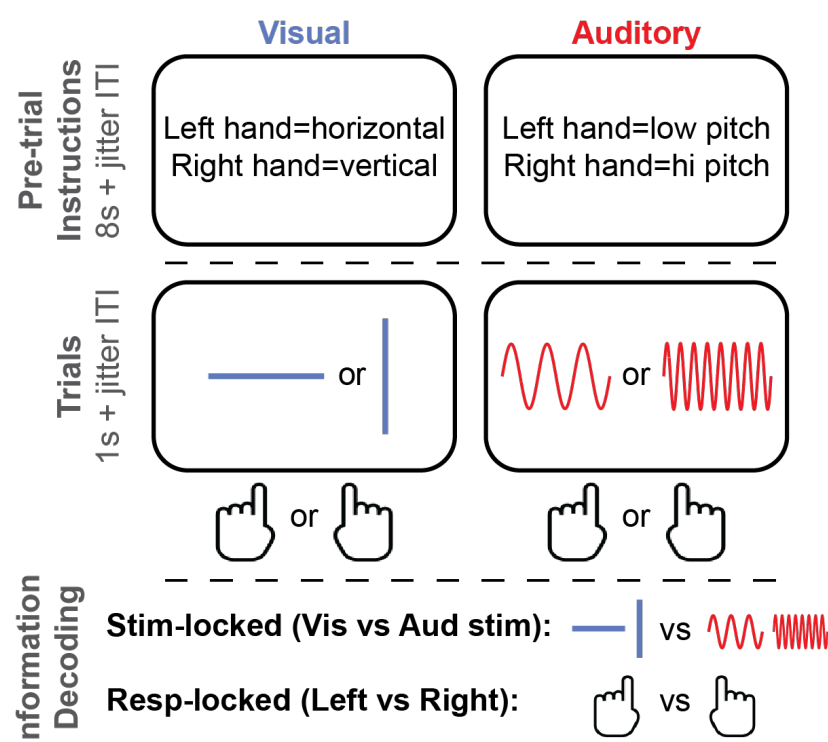 Visual
Auditory
Pre-trial
Instructions
8s + jitter ITI
Left hand=horizontal
Right hand=vertical
Left hand=low pitch
Right hand=hi pitch
Trials
1s + jitter ITI
or
or
or
or
nformation
Decoding
Stim-locked (Vis vs Aud stim): vs
Resp-locked (Left vs Right): vs